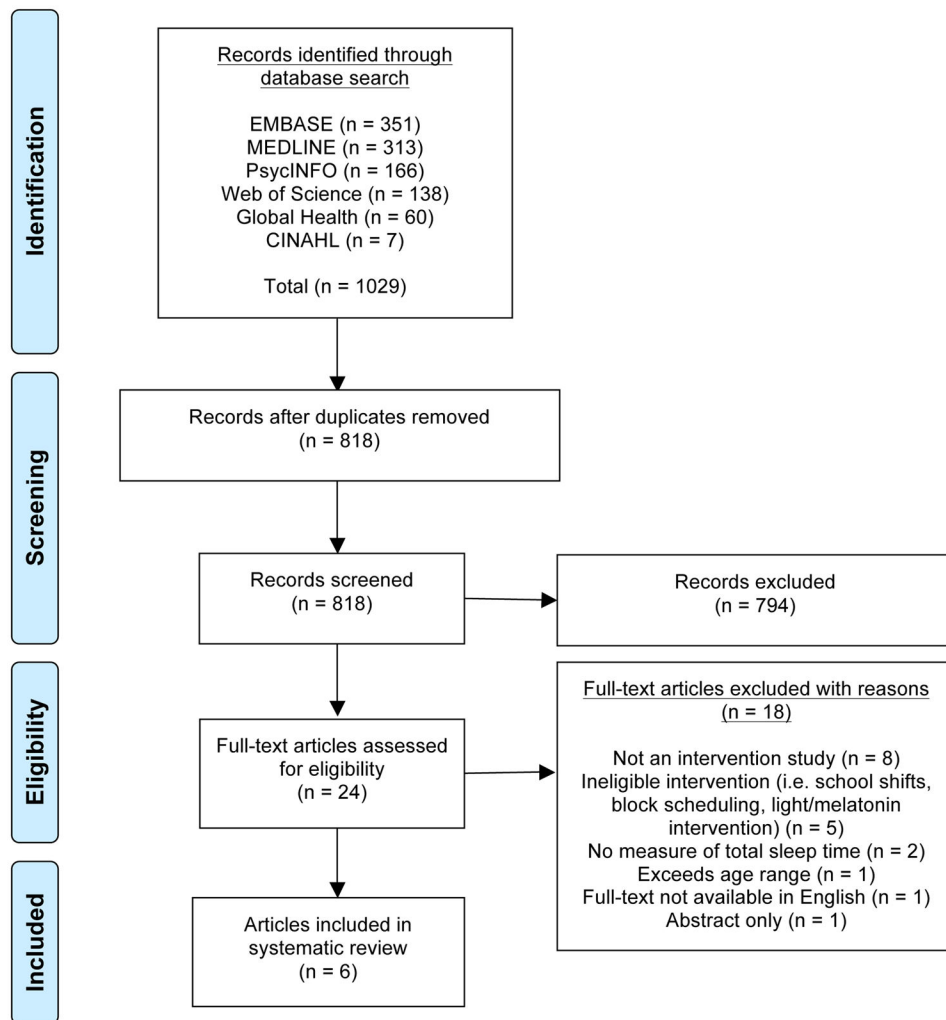 Identification
Records identified through
database search
EMBASE (n = 351)
MEDLINE (n = 313)
PsycINFO (n = 166)
Web of Science (n = 138)
Global Health (n = 60)
CINAHL (n = 7)
Total (n = 1029)
Screening
Records after duplicates removed
(n = 818)
Records screened
(n = 818)
Records excluded
(n = 794)
Eligibility
Full-text articles assessed
for eligibility
(n = 24)
Full-text articles excluded with reasons
(n = 18)
Not an intervention study (n = 8)
Ineligible intervention (i.e. school shifts,
block scheduling, light/melatonin
intervention) (n = 5)
No measure of total sleep time (n = 2)
Exceeds age range (n = 1)
Full-text not available in English (n = 1)
Abstract only (n = 1)
Included
Articles included in
systematic review
(n = 6)